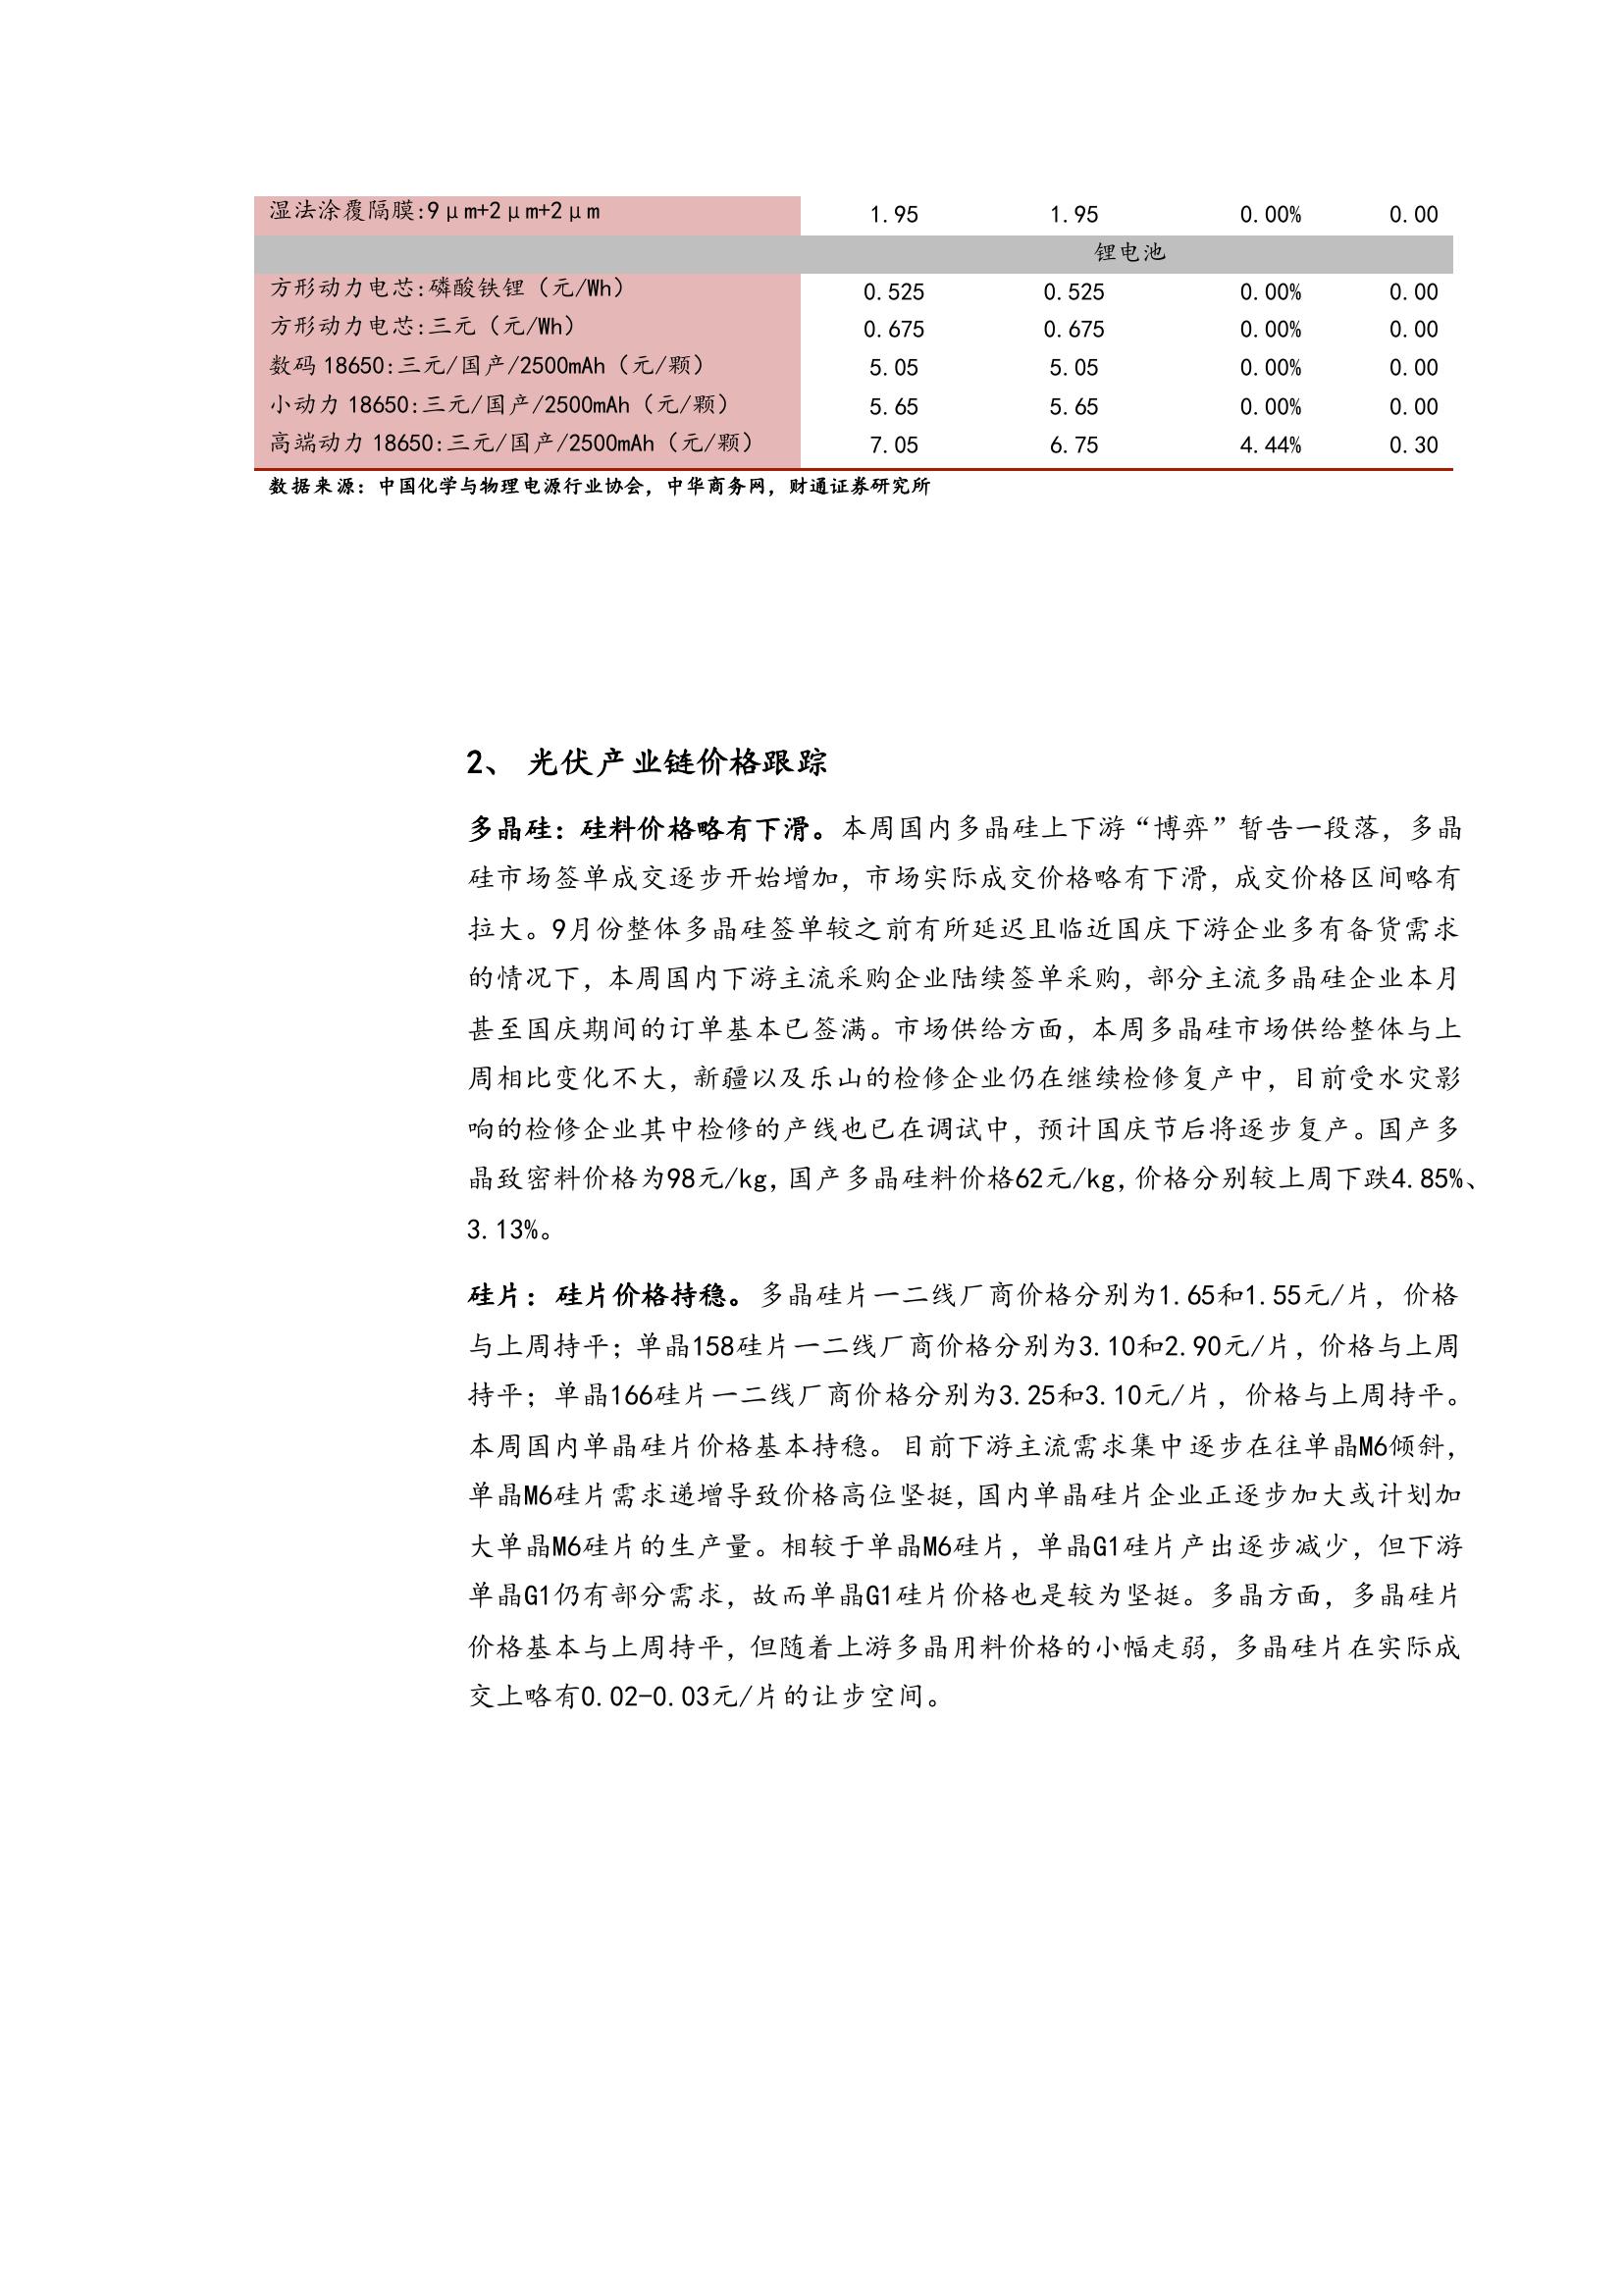 湿法涂覆隔膜:9μm+2μm+2μm 1.95 1.95 0.00% 0.00
锂电池
方形动力电芯:磷酸铁锂（元/Wh） 0.525 0.525 0.00% 0.00
方形动力电芯:三元（元/Wh） 0.675 0.675 0.00% 0.00
数码 18650:三元/国产/2500mAh（元/颗） 5.05 5.05 0.00% 0.00
小动力 18650:三元/国产/2500mAh（元/颗） 5.65 5.65 0.00% 0.00
高端动力 18650:三元/国产/2500mAh（元/颗） 7.05 6.75 4.44% 0.30
数据来源：中国化学与物理电源行业协会，中华商务网，财通证券研究所
2、 光伏产业链价格跟踪
多晶硅：硅料价格略有下滑。本周国内多晶硅上下游“博弈”暂告一段落，多晶
硅市场签单成交逐步开始增加，市场实际成交价格略有下滑，成交价格区间略有
拉大。9月份整体多晶硅签单较之前有所延迟且临近国庆下游企业多有备货需求
的情况下，本周国内下游主流采购企业陆续签单采购，部分主流多晶硅企业本月
甚至国庆期间的订单基本已签满。市场供给方面，本周多晶硅市场供给整体与上
周相比变化不大，新疆以及乐山的检修企业仍在继续检修复产中，目前受水灾影
响的检修企业其中检修的产线也已在调试中，预计国庆节后将逐步复产。国产多
晶致密料价格为98元/kg，国产多晶硅料价格62元/kg，价格分别较上周下跌4.85%、
3.13%。
硅片：硅片价格持稳。多晶硅片一二线厂商价格分别为1.65和1.55元/片，价格
与上周持平；单晶158硅片一二线厂商价格分别为3.10和2.90元/片，价格与上周
持平；单晶166硅片一二线厂商价格分别为3.25和3.10元/片，价格与上周持平。
本周国内单晶硅片价格基本持稳。目前下游主流需求集中逐步在往单晶M6倾斜，
单晶M6硅片需求递增导致价格高位坚挺，国内单晶硅片企业正逐步加大或计划加
大单晶M6硅片的生产量。相较于单晶M6硅片，单晶G1硅片产出逐步减少，但下游
单晶G1仍有部分需求，故而单晶G1硅片价格也是较为坚挺。多晶方面，多晶硅片
价格基本与上周持平，但随着上游多晶用料价格的小幅走弱，多晶硅片在实际成
交上略有0.02-0.03元/片的让步空间。